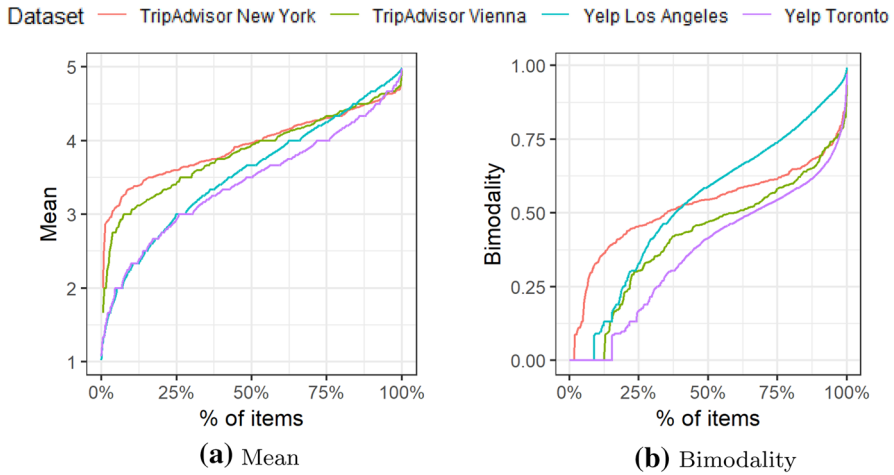 Dataset TripAdvisor New York TripAdvisor Vienna Yelp Los Angeles Yelp Toronto
5
4
3
2
1
Mean
0% 25% 50% 75% 100%
% of items
(a) Mean
1.00
0.75
0.50
0.25
0.00
Bimodality
0% 25% 50% 75% 100%
% of items
(b) Bimodality